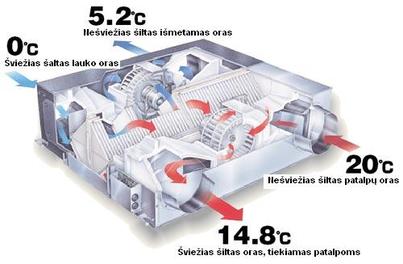 5.2°C
Nešviežias šiltas išmetamas oras
0°C
Šviežias šaltas lauko oras
20°C
Nešviežias šiltas patalpų oras
14.8°C
Šviežias šiltas oras, tiekiamas patalpoms